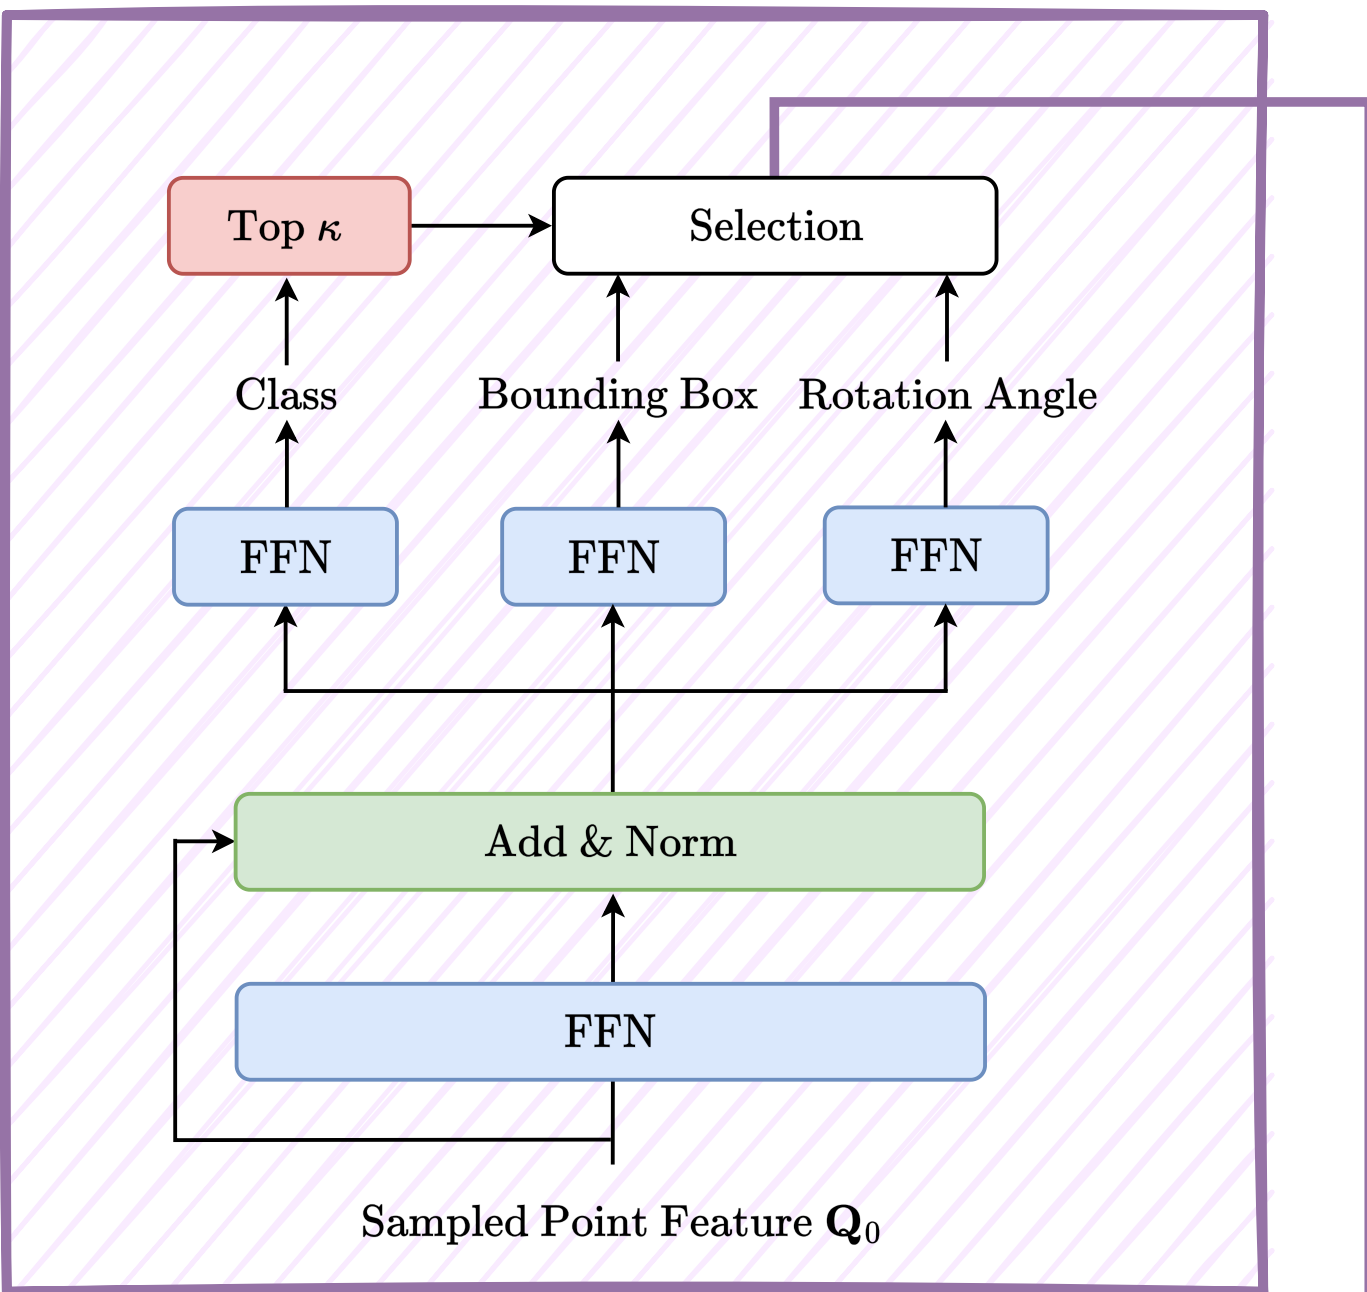 Top κ
Selection
Class
Bounding Box
Rotation Angle
FFN
FFN
FFN
Add & Norm
FFN
Sampled Point Feature Q₀